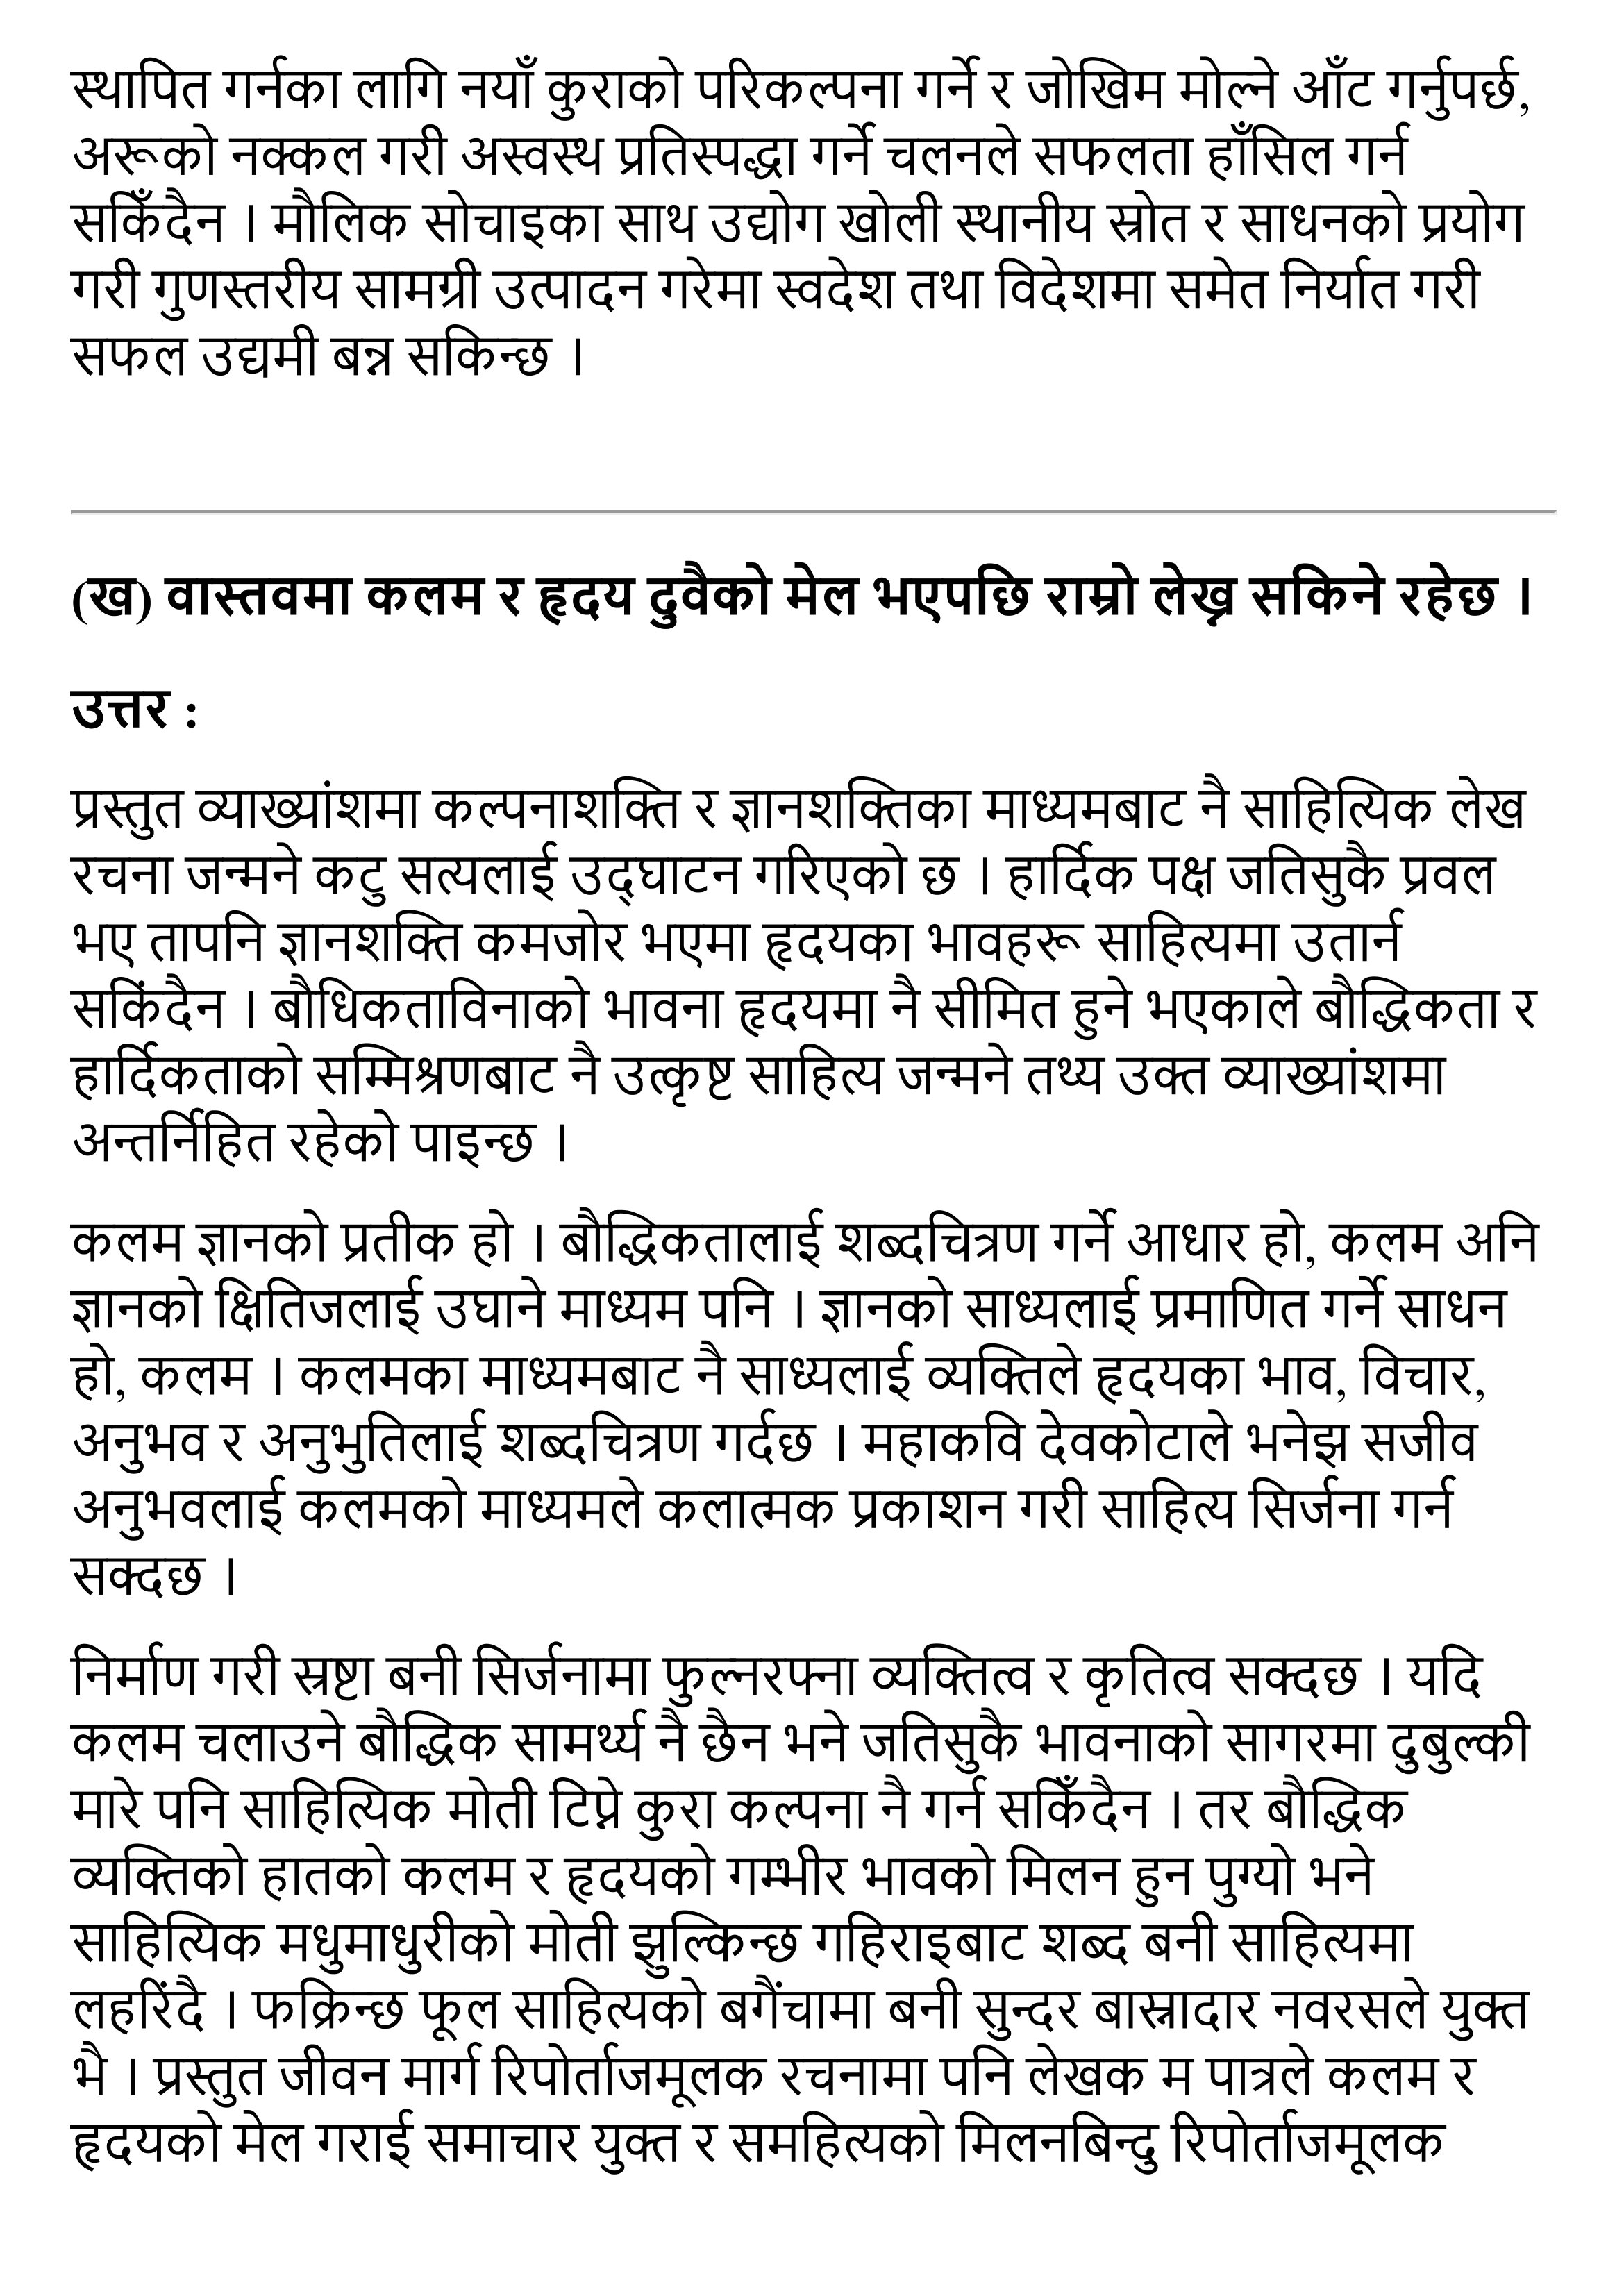 स्थापित गर्नका लागि नयाँ कुराको परिकल्पना गर्ने र जोखिम मोल्ने आँट गर्नुपर्छ,
अरूको नक्कल गरी अस्वस्थ प्रतिस्पद्धा गर्ने चलनले सफलता हाँसिल गर्न
सकिँदैन । मौलिक सोचाइका साथ उद्योग खोली स्थानीय स्रोत र साधनको प्रयोग
गरी गुणस्तरीय सामग्री उत्पादन गरेमा स्वदेश तथा विदेशमा समेत निर्यात गरी
सफल उद्यमी बन्न सकिन्छ ।
(ख) वास्तवमा कलम र हृदय दुवैको मेल भएपछि राम्रो लेख्न सकिने रहेछ ।
उत्तर :
प्रस्तुत व्याख्यांशमा कल्पनाशक्ति र ज्ञानशक्तिका माध्यमबाट नै साहित्यिक लेख
रचना जन्मने कटु सत्यलाई उद्घाटन गरिएको छ । हार्दिक पक्ष जतिसुकै प्रवल
भए तापनि ज्ञानशक्ति कमजोर भएमा हृदयका भावहरू साहित्यमा उतार्न
सकिंदैन । बौधिकताविनाको भावना हृदयमा नै सीमित हुने भएकाले बौद्धिकता र
हार्दिकताको सम्मिश्रणबाट नै उत्कृष्ट साहित्य जन्मने तथ्य उक्त व्याख्यांशमा
अन्तर्निहित रहेको पाइन्छ ।
कलम ज्ञानको प्रतीक हो । बौद्धिकतालाई शब्दचित्रण गर्ने आधार हो, कलम अनि
ज्ञानको क्षितिजलाई उघाने माध्यम पनि । ज्ञानको साध्यलाई प्रमाणित गर्ने साधन
हो, कलम । कलमका माध्यमबाट नै साध्यलाई व्यक्तिले हृदयका भाव, विचार,
अनुभव र अनुभुतिलाई शब्दचित्रण गर्दछ । महाकवि देवकोटाले भनेझ सजीव
अनुभवलाई कलमको माध्यमले कलात्मक प्रकाशन गरी साहित्य सिर्जना गर्न
सक्दछ ।
निर्माण गरी स्रष्टा बनी सिर्जनामा फुल्नरफ्ना व्यक्तित्व र कृतित्व सक्दछ । यदि
कलम चलाउने बौद्धिक सामर्थ्य नै छैन भने जतिसुकै भावनाको सागरमा दुबुल्की
मारे पनि साहित्यिक मोती टिप्ने कुरा कल्पना नै गर्न सकिँदैन । तर बौद्धिक
व्यक्तिको हातको कलम र हृदयको गम्भीर भावको मिलन हुन पुग्यो भने
साहित्यिक मधुमाधुरीको मोती झुल्किन्छ गहिराइबाट शब्द बनी साहित्यमा
लहरिंदै । फक्रिन्छ फूल साहित्यको बगैंचामा बनी सुन्दर बास्नादार नवरसले युक्त
भै । प्रस्तुत जीवन मार्ग रिपोर्ताजमूलक रचनामा पनि लेखक म पात्रले कलम र
हृदयको मेल गराई समाचार युक्त र समहित्यको मिलनबिन्दु रिपोर्ताजमूलक